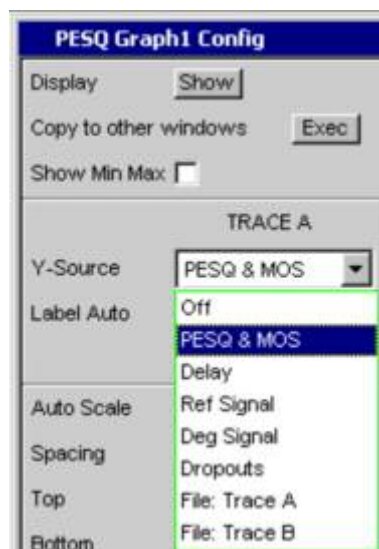 PESQ Graph1 Config
Display Show
Copy to other windows Exec
Show Min Max
TRACE A
Y-Source PESQ & MOS
Label Auto Off
PESQ & MOS
Delay
Auto Scale Ref Signal
Spacing Deg Signal
Dropouts
Top File: Trace A
Bottom File: Trace B